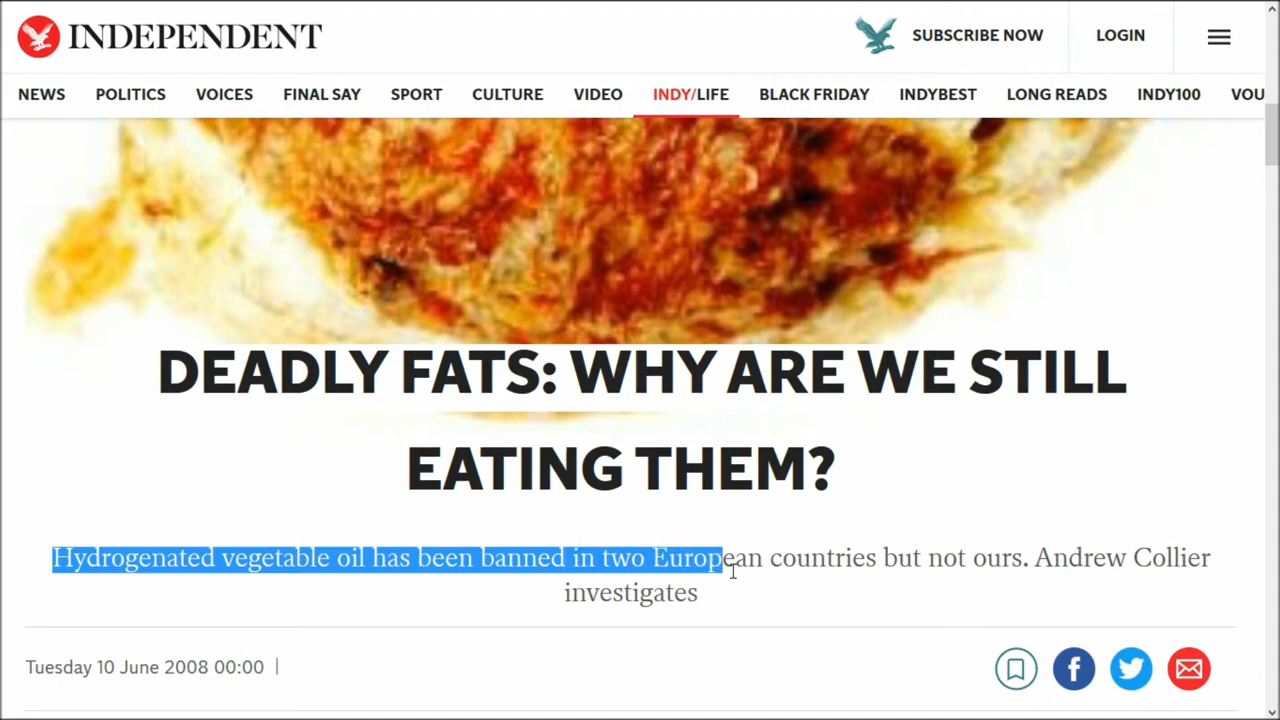 INDEPENDENT
SUBSCRIBE NOW
LOGIN
NEWS POLITICS VOICES FINAL SAY SPORT CULTURE VIDEO INDY/LIFE BLACK FRIDAY INDYBEST LONG READS INDY100 VOU
DEADLY FATS: WHY ARE WE STILL
EATING THEM?
Hydrogenated vegetable oil has been banned in two European countries but not ours. Andrew Collier
investigates
Tuesday 10 June 2008 00:00 |